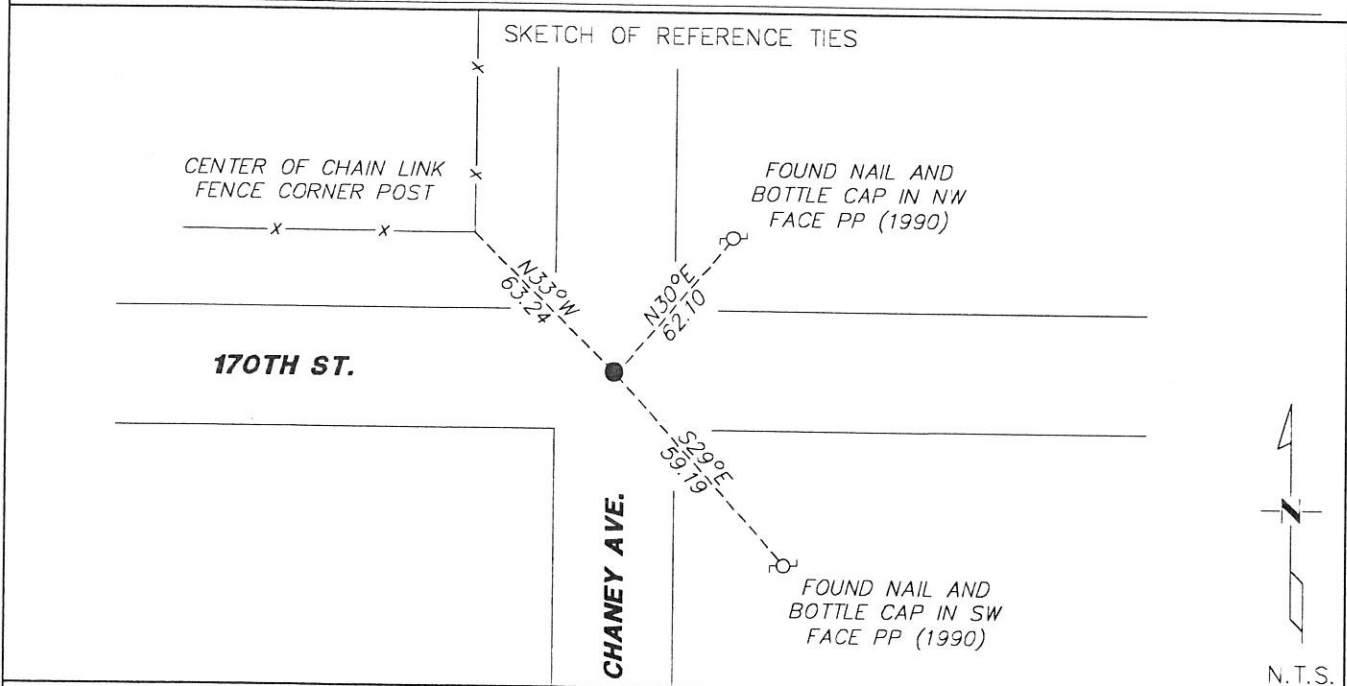 SKETCH OF REFERENCE TIES
CENTER OF CHAIN LINK
FENCE CORNER POST
FOUND NAIL AND
BOTTLE CAP IN NW
FACE PP (1990)
N33°W
63.24
N30°E
62.10
170TH ST.
S29°E
59.19
CHANEY AVE.
N
FOUND NAIL AND
BOTTLE CAP IN SW
FACE PP (1990)
N.T.S.